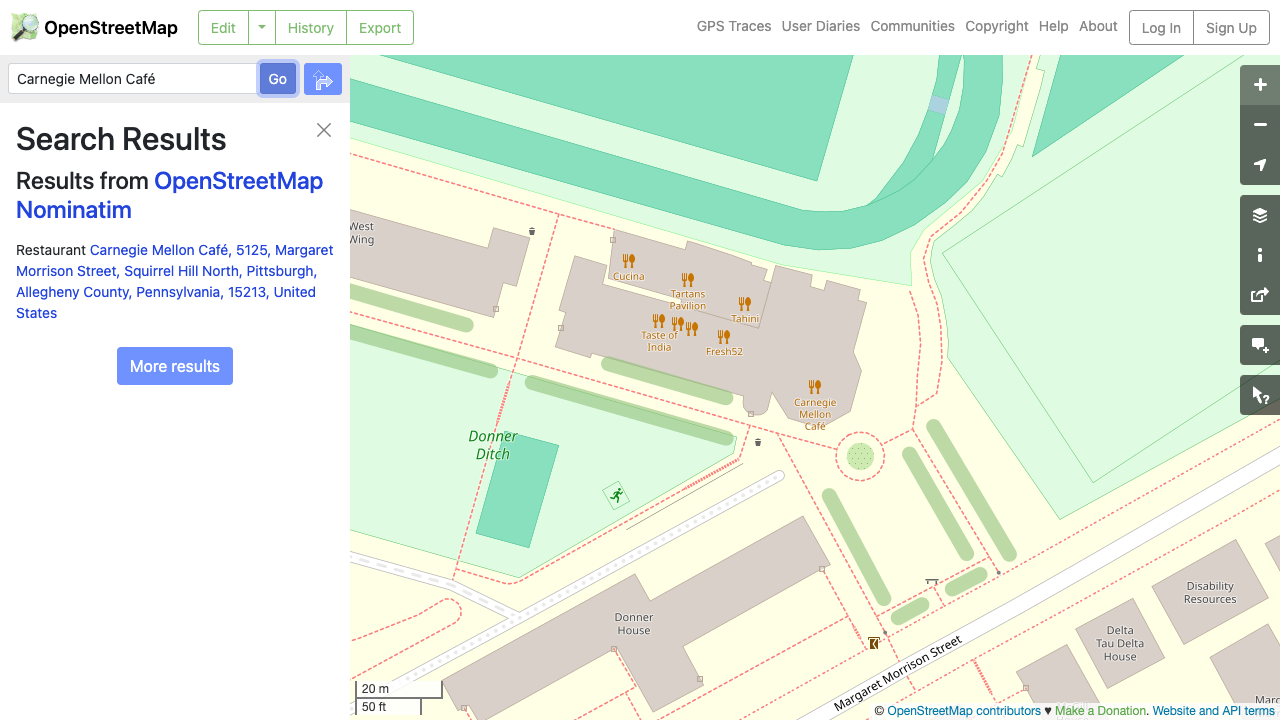 OpenStreetMap
Edit
History
Export
GPS Traces
User Diaries
Communities
Copyright
Help
About
Log In
Sign Up
Carnegie Mellon Café
Go
Search Results
Results from OpenStreetMap
Nominatim
Restaurant Carnegie Mellon Café, 5125, Margaret
Morrison Street, Squirrel Hill North, Pittsburgh,
Allegheny County, Pennsylvania, 15213, United
States
More results
West
Wing
Cucina
Tartans
Pavilion
Tahini
Taste of
India
Fresh52
Carnegie
Mellon
Café
Donner
Ditch
Donner
House
Disability
Resources
Delta
Tau Delta
House
Margaret Morrison Street
20 m
50 ft
© OpenStreetMap contributors ♥ Make a Donation. Website and API terms